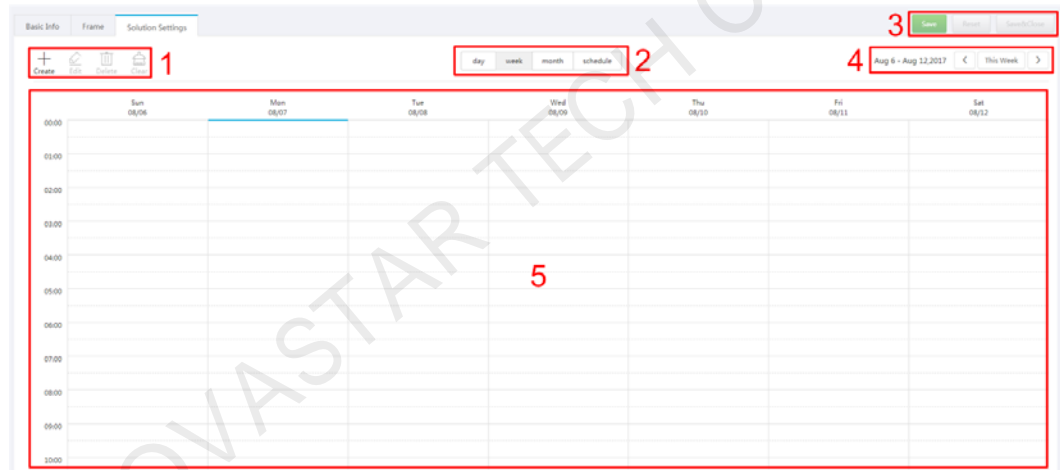 Basic Info Frame Solution Settings
3 Save Reset Save&Close
Create Edit Delete Clear 1
day week month schedule 2
4 Aug 6 - Aug 12,2017 < This Week >
Sun Mon Tue Wed Thu Fri Sat
08/06 08/07 08/08 08/09 08/10 08/11 08/12
00:00
01:00
02:00
03:00
04:00
5
05:00
06:00
07:00
08:00
09:00
10:00
OVASTAR TECH